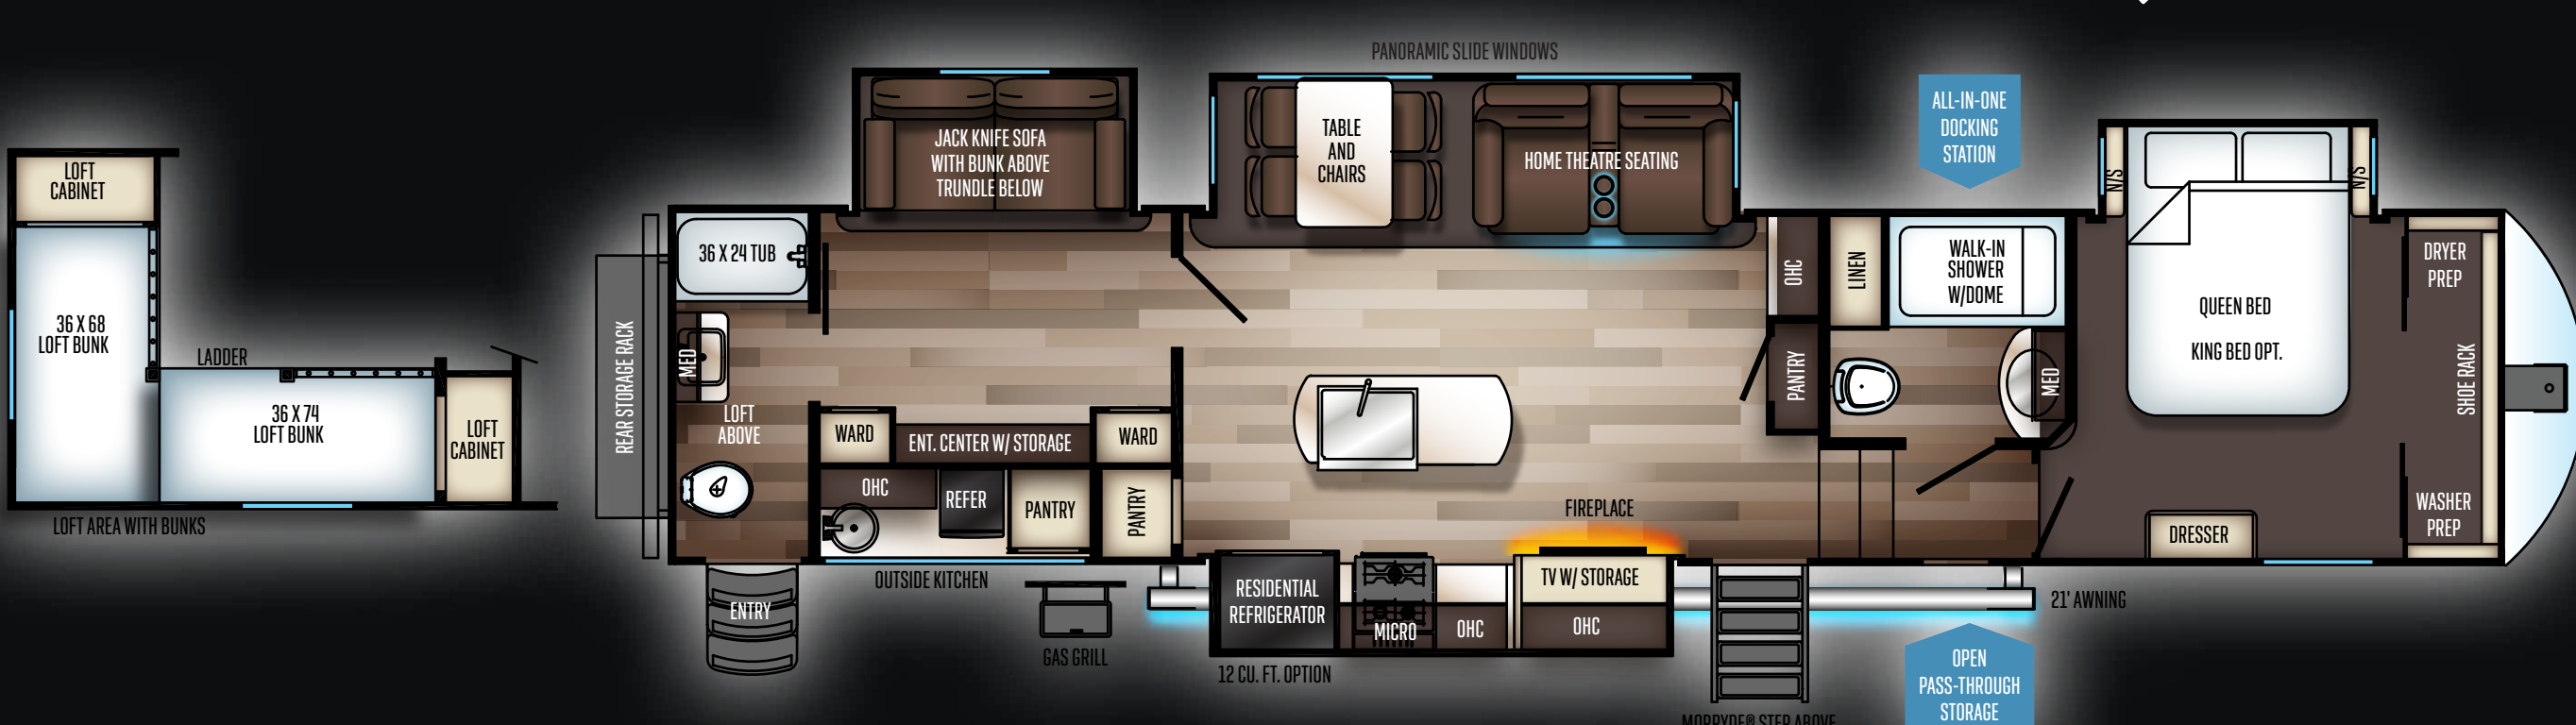 LOFT
CABINET
36 X 68
LOFT BUNK
LADDER
36 X 74
LOFT BUNK
LOFT
CABINET
LOFT AREA WITH BUNKS
REAR STORAGE RACK
36 X 24 TUB
MED
LOFT
ABOVE
ENTRY
JACK KNIFE SOFA
WITH BUNK ABOVE
TRUNDLE BELOW
WARD
ENT. CENTER W/ STORAGE
WARD
OHC
REFER
PANTRY
PANTRY
OUTSIDE KITCHEN
GAS GRILL
PANORAMIC SLIDE WINDOWS
TABLE
AND
CHAIRS
HOME THEATRE SEATING
FIREPLACE
RESIDENTIAL
REFRIGERATOR
MICRO
OHC
TV W/ STORAGE
OHC
12 CU. FT. OPTION
OHC
PANTRY
LINEN
WALK-IN
SHOWER
W/DOME
MED
ALL-IN-ONE
DOCKING
STATION
N/S
N/S
QUEEN BED
KING BED OPT.
DRYER
PREP
SHOE RACK
WASHER
PREP
DRESSER
21' AWNING
OPEN
PASS-THROUGH
STORAGE
MORRYDE® STEP ABOVE